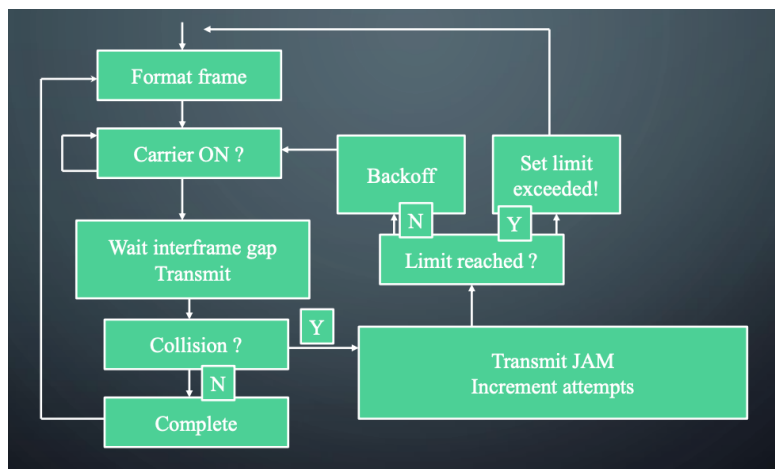 Format frame
Carrier ON ?
Backoff
Set limit
exceeded!
N
Y
Wait interframe gap
Transmit
Limit reached ?
Collision ?
Y
Transmit JAM
Increment attempts
N
Complete